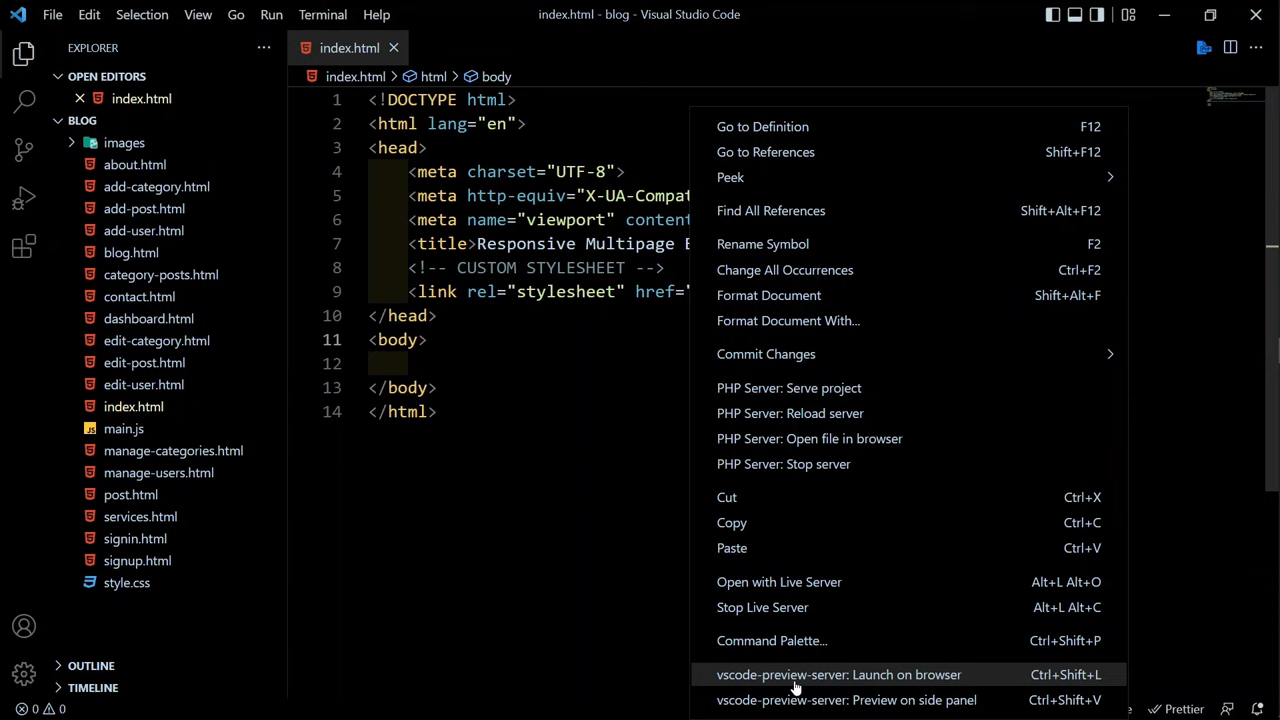 File Edit Selection View Go Run Terminal Help
index.html - blog - Visual Studio Code
EXPLORER
OPEN EDITORS
index.html
BLOG
images
about.html
add-category.html
add-post.html
add-user.html
blog.html
category-posts.html
contact.html
dashboard.html
edit-category.html
edit-post.html
edit-user.html
index.html
JS main.js
manage-categories.html
manage-users.html
post.html
services.html
signin.html
signup.html
style.css
OUTLINE
TIMELINE
0 0
index.html
index.html > html > body
1 <!DOCTYPE html>
2 <html lang="en">
3 <head>
4 <meta charset="UTF-8">
5 <meta http-equiv="X-UA-Compat
6 <meta name="viewport" content
7 <title>Responsive Multipage
8 <!-- CUSTOM STYLESHEET -->
9 <link rel="stylesheet" href="
10 </head>
11 <body>
12
13 </body>
14 </html>
Go to Definition F12
Go to References Shift+F12
Peek
Find All References Shift+Alt+F12
Rename Symbol F2
Change All Occurrences Ctrl+F2
Format Document Shift+Alt+F
Format Document With...
Commit Changes
PHP Server: Serve project
PHP Server: Reload server
PHP Server: Open file in browser
PHP Server: Stop server
Cut Ctrl+X
Copy Ctrl+C
Paste Ctrl+V
Open with Live Server Alt+L Alt+O
Stop Live Server Alt+L Alt+C
Command Palette... Ctrl+Shift+P
vscode-preview-server: Launch on browser Ctrl+Shift+L
vscode-preview-server: Preview on side panel Ctrl+Shift+V
Prettier